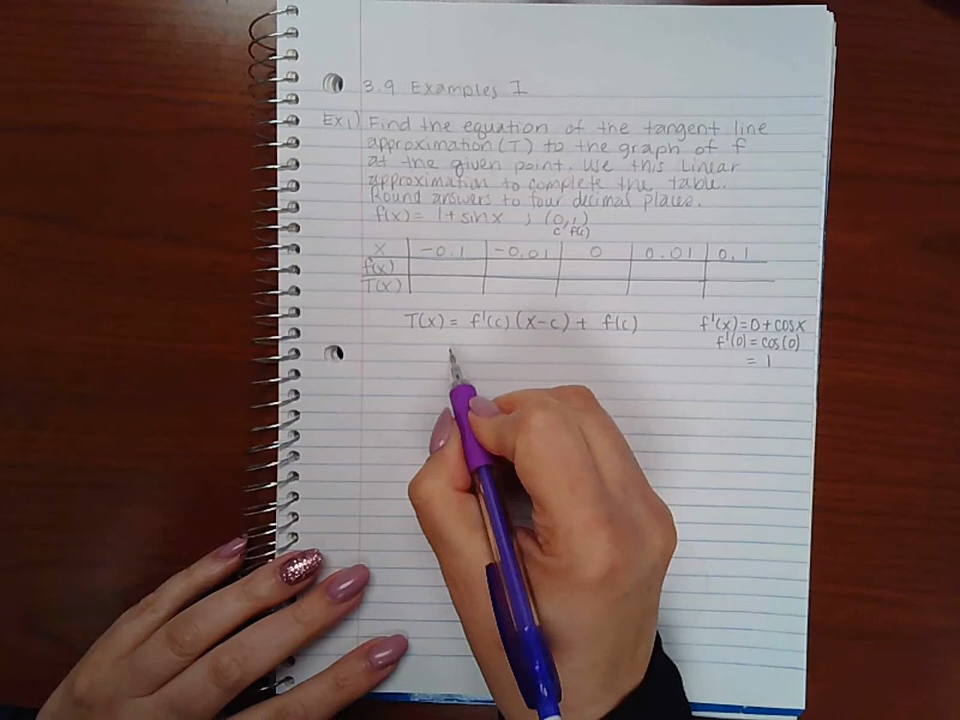 3.9 Examples I
Ex1) Find the equation of the tangent line
approximation (T) to the graph of f
at the given point. Use this Linear
approximation to complete the table.
Round answers to four decimal places.
f(x) = 1 + sinx ; (0,1)
c, f(c)
x -0.1 -0.01 0 0.01 0.1
f(x)
T(x)
T(x) = f'(c) (x-c) + f(c)
f'(x) = 0 + cosx
f'(0) = cos(0)
= 1